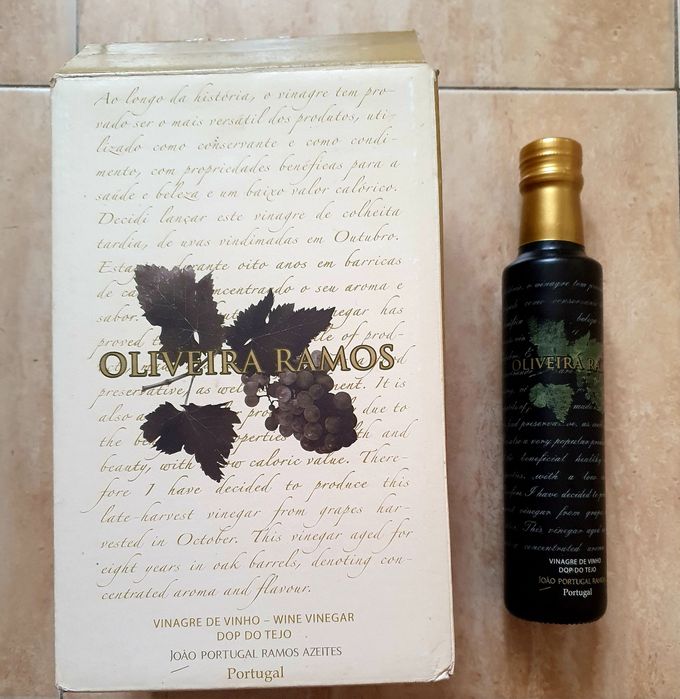 Ao longo da história, o vinagre tem pro-
vado ser o mais versátil dos produtos, uti-
lizado como conservante e como condi-
mento, com propriedades benéficas para a
saúde e beleza e um baixo valor calórico.
Decidi lançar este vinagre de colheita
tardia, de uvas vindimadas em Outubro.
durante oito anos em barricas
de concentrando o seu aroma e
sabor. vinegar has
proved of prod-
OLIVEIRA RAMOS
preservative, as well It is
also a due to
the and
beauty, with low caloric value. There-
fore I have decided to produce this
late-harvest vinegar from grapes har-
vested in October. This vinegar aged for
eight years in oak barrels, denoting con-
centrated aroma and flavour.
VINAGRE DE VINHO – WINE VINEGAR
DOP DO TEJO
JOÃO PORTUGAL RAMOS AZEITES
Portugal
OLIVEIRA RA
VINAGRE DE VINHO
DOP DO TEJO
JOÃO PORTUGAL RAMOS
Portugal